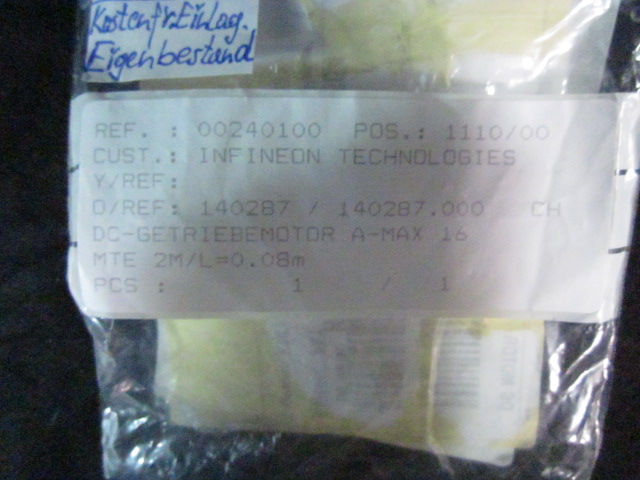 Kostenfr.Einlag.
Eigenbestand
REF. : 00240100 POS.: 1110/00
CUST.: INFINEON TECHNOLOGIES
Y/REF:
O/REF: 140287 / 140287.000 CH
DC-GETRIEBEMOTOR A-MAX 16
MTE 2M/L=0.08m
PCS : 1 / 1